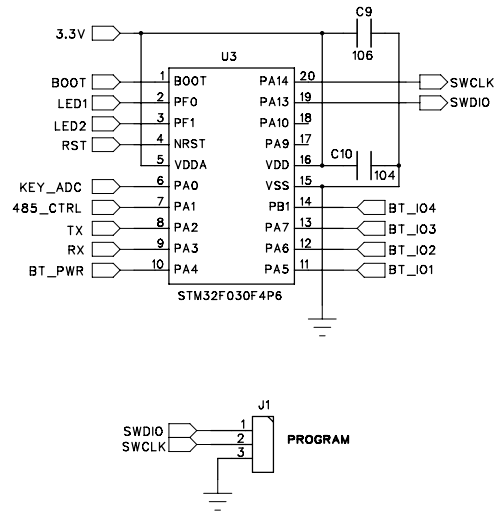 C9
3.3V
106
U3
BOOT 1 BOOT PA14 20 SWCLK
LED1 2 PF0 PA13 19 SWDIO
LED2 3 PF1 PA10 18
RST 4 NRST PA9 17
5 VDDA VDD 16 C10 104
KEY_ADC 6 PA0 VSS 15
485_CTRL 7 PA1 PB1 14 BT_IO4
TX 8 PA2 PA7 13 BT_IO3
RX 9 PA3 PA6 12 BT_IO2
BT_PWR 10 PA4 PA5 11 BT_IO1
STM32F030F4P6
J1
SWDIO 1
SWCLK 2
3
PROGRAM